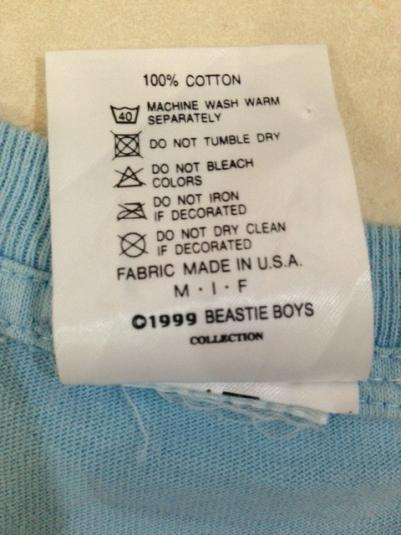 100% COTTON
40
MACHINE WASH WARM
SEPARATELY
DO NOT TUMBLE DRY
DO NOT BLEACH
COLORS
DO NOT IRON
IF DECORATED
DO NOT DRY CLEAN
IF DECORATED
FABRIC MADE IN U.S.A.
M · I · F
©1999 BEASTIE BOYS
COLLECTION